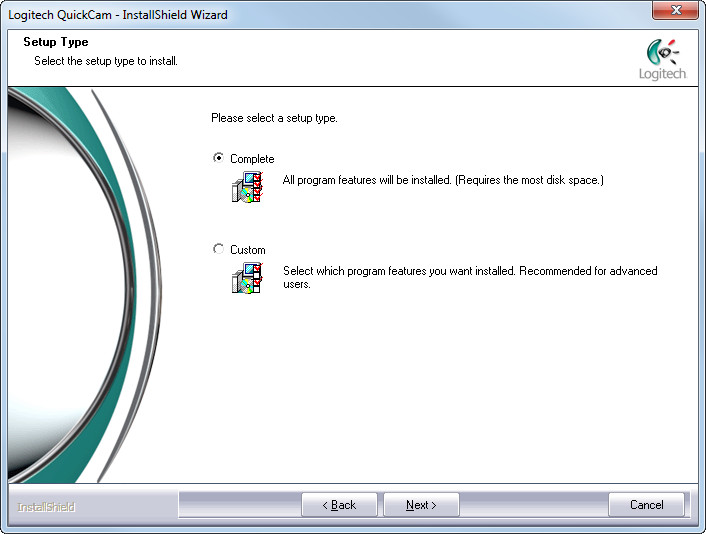 Logitech QuickCam - InstallShield Wizard
Setup Type
Select the setup type to install.
Logitech
Please select a setup type.
Complete
All program features will be installed. (Requires the most disk space.)
Custom
Select which program features you want installed. Recommended for advanced
users.
InstallShield
< Back
Next >
Cancel